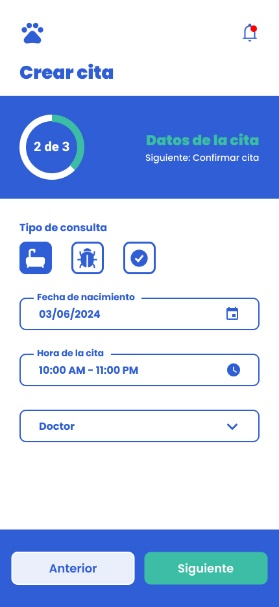 Crear cita
2 de 3
Datos de la cita
Siguiente: Confirmar cita
Tipo de consulta
Fecha de nacimiento
03/06/2024
Hora de la cita
10:00 AM - 11:00 PM
Doctor
Anterior
Siguiente